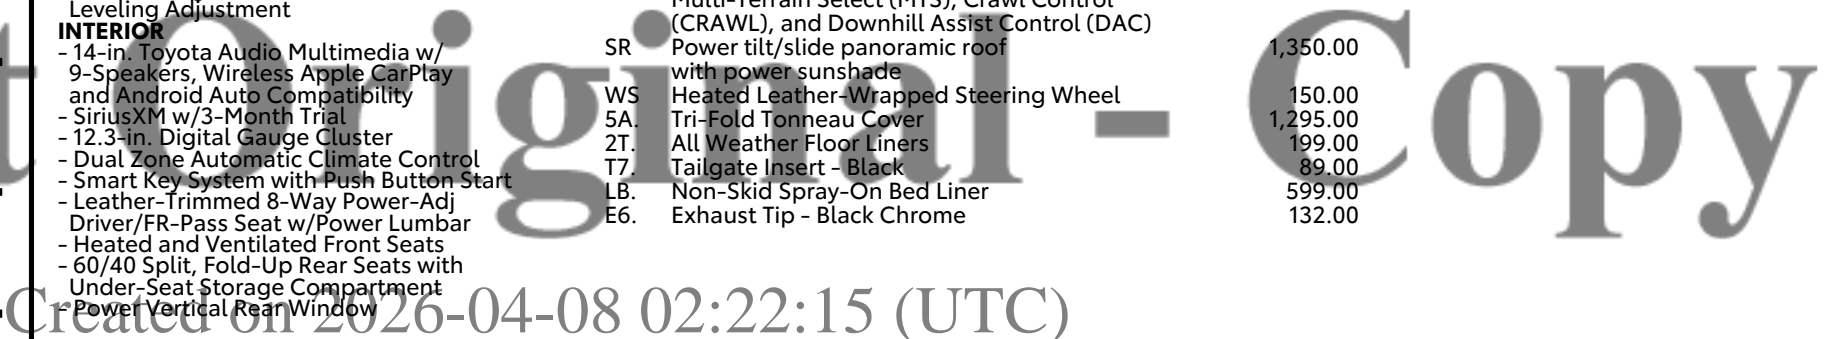 Leveling Adjustment
INTERIOR
- 14-in. Toyota Audio Multimedia w/
9-Speakers, Wireless Apple CarPlay
and Android Auto Compatibility
- SiriusXM w/3-Month Trial
- 12.3-in. Digital Gauge Cluster
- Dual Zone Automatic Climate Control
- Smart Key System with Push Button Start
- Leather-Trimmed 8-Way Power-Adj
Driver/FR-Pass Seat w/Power Lumbar
- Heated and Ventilated Front Seats
- 60/40 Split, Fold-Up Rear Seats with
Under-Seat Storage Compartment
- Power Vertical Rear Window
Multi-Terrain Select (MTS), Crawl Control
(CRAWL), and Downhill Assist Control (DAC)
SR Power tilt/slide panoramic roof 1,350.00
with power sunshade
WS Heated Leather-Wrapped Steering Wheel 150.00
5A. Tri-Fold Tonneau Cover 1,295.00
2T. All Weather Floor Liners 199.00
T7. Tailgate Insert - Black 89.00
LB. Non-Skid Spray-On Bed Liner 599.00
E6. Exhaust Tip - Black Chrome 132.00
t Original - Copy
Created on 2026-04-08 02:22:15 (UTC)